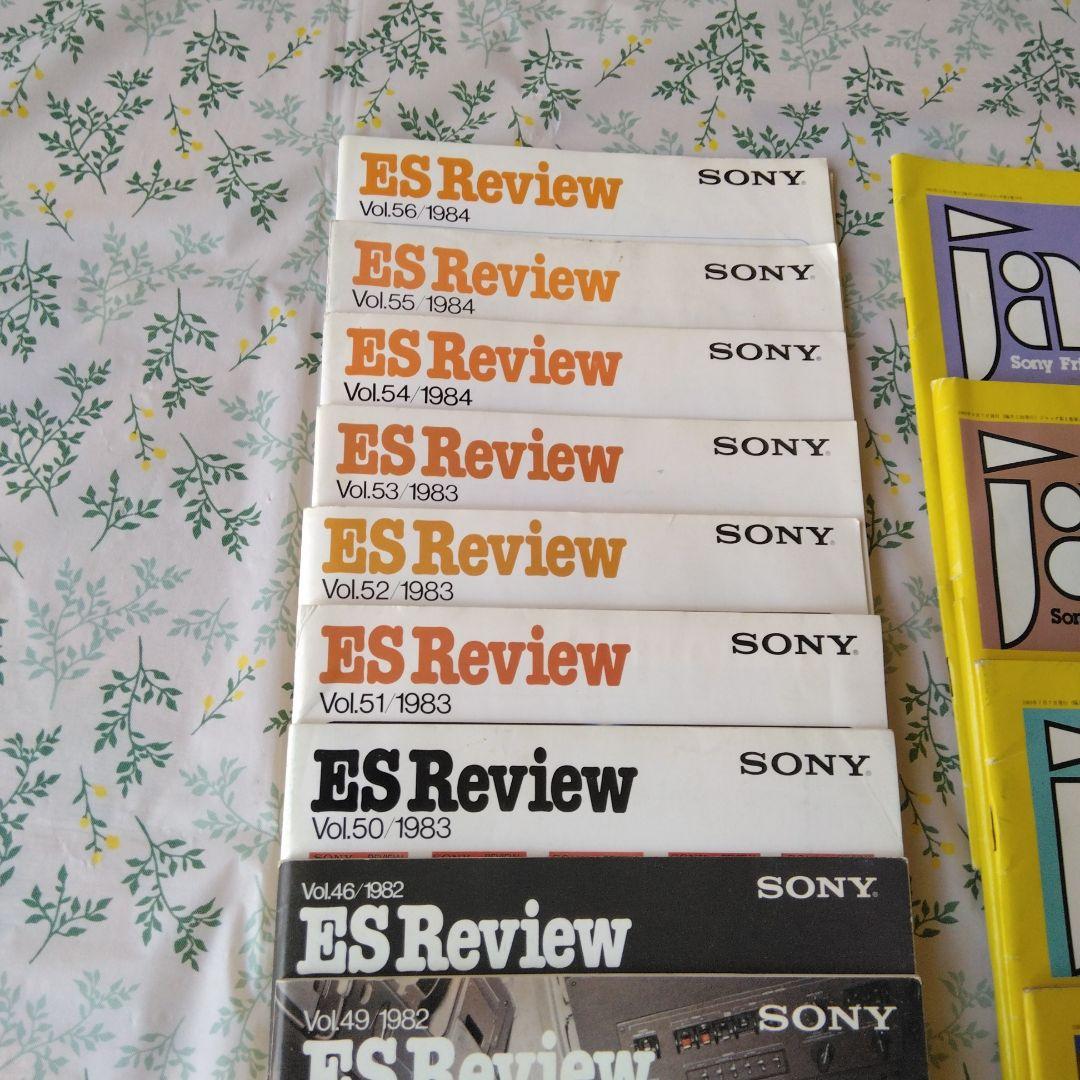 ES Review SONY
Vol.56/1984
ES Review SONY
Vol.55/1984
ES Review SONY
Vol.54/1984
ES Review SONY
Vol.53/1983
ES Review SONY
Vol.52/1983
ES Review SONY
Vol.51/1983
ES Review SONY
Vol.50/1983
Vol.46/1982 SONY
ES Review
Vol.49/1982 SONY
ES Review
Sony